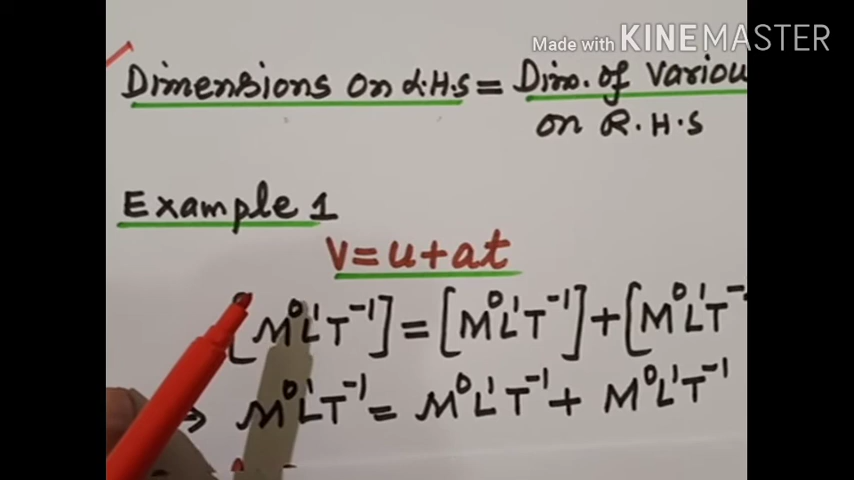 Made with KINEMASTER
Dimensions on L.H.S = Dim. of Variou
on R.H.S
Example 1
V=u+at
[M⁰L¹T⁻¹] = [M⁰L¹T⁻¹] + [M⁰L¹T⁻
⇒ M⁰L¹T⁻¹ = M⁰L¹T⁻¹ + M⁰L¹T⁻¹